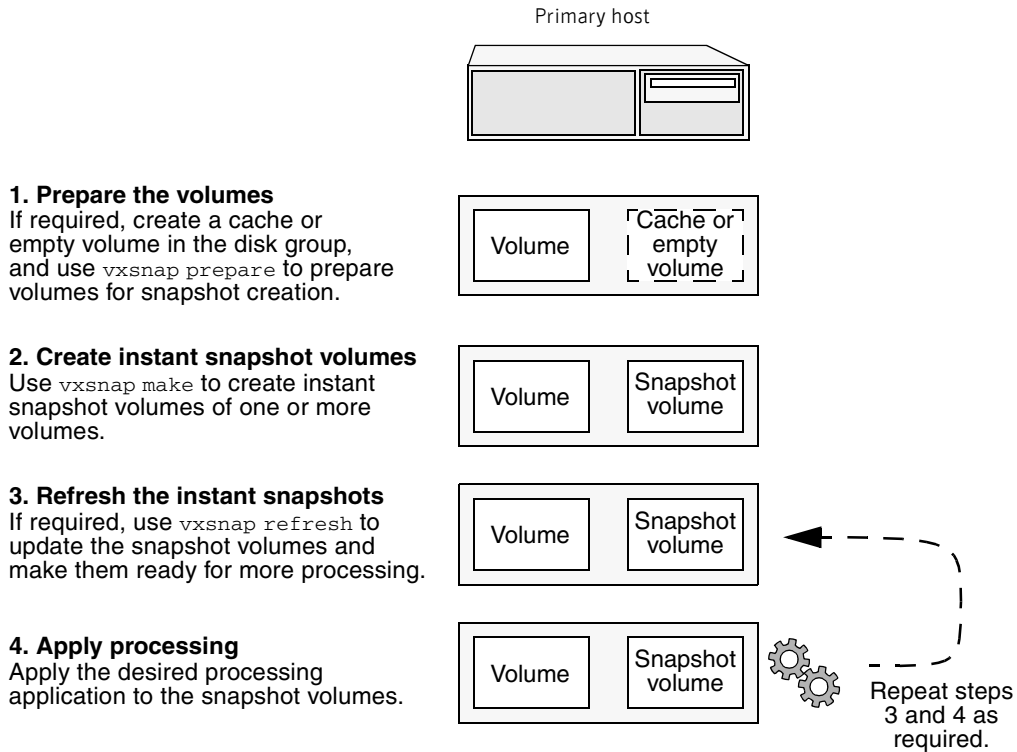 Primary host
1. Prepare the volumes
If required, create a cache or
empty volume in the disk group,
and use vxsnap prepare to prepare
volumes for snapshot creation.
Volume
Cache or
empty
volume
2. Create instant snapshot volumes
Use vxsnap make to create instant
snapshot volumes of one or more
volumes.
Volume
Snapshot
volume
3. Refresh the instant snapshots
If required, use vxsnap refresh to
update the snapshot volumes and
make them ready for more processing.
Volume
Snapshot
volume
4. Apply processing
Apply the desired processing
application to the snapshot volumes.
Volume
Snapshot
volume
Repeat steps
3 and 4 as
required.